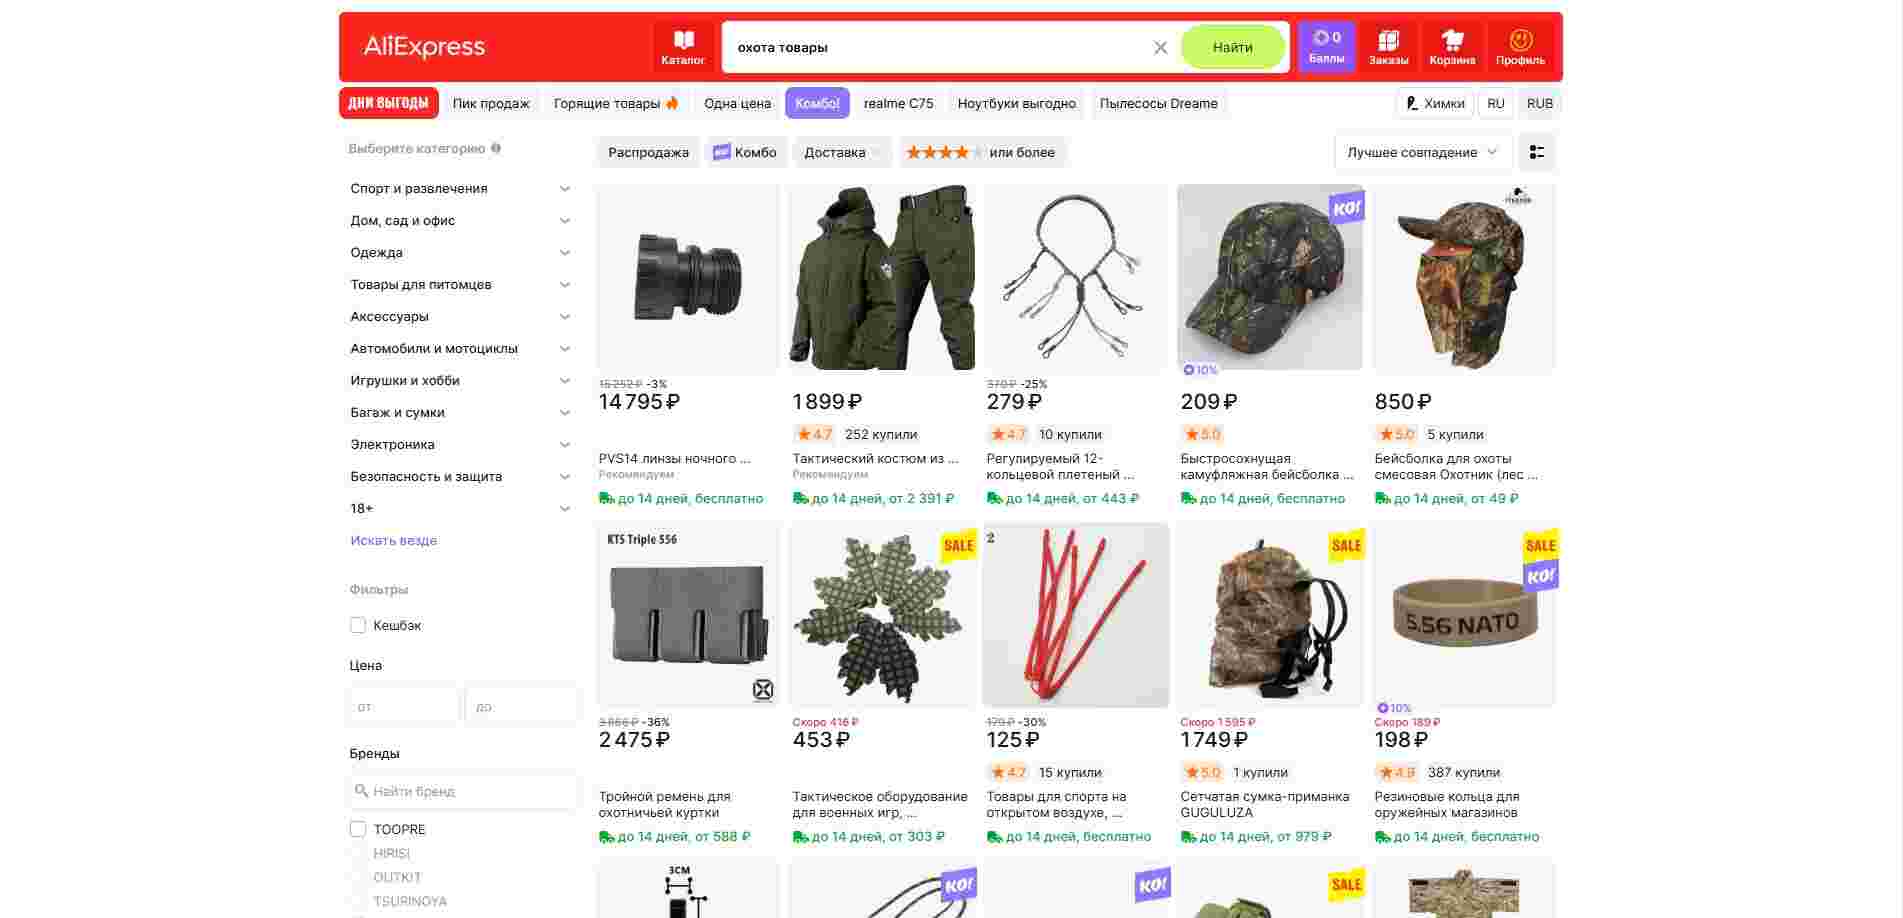 AliExpress
Каталог
охота товары
Найти
0
Баллы
Заказы
Корзина
Профиль
ДНИ ВЫГОДЫ
Пик продаж
Горящие товары
Одна цена
Комбо!
realme C75
Ноутбуки выгодно
Пылесосы Dreame
Химки
RU
RUB
Выберите категорию
Спорт и развлечения
Дом, сад и офис
Одежда
Товары для питомцев
Аксессуары
Автомобили и мотоциклы
Игрушки и хобби
Багаж и сумки
Электроника
Безопасность и защита
18+
Искать везде
Фильтры
Кешбэк
Цена
от
до
Бренды
Найти бренд
TOOPRE
HIRISI
OUTKIT
TSURINOYA
Распродажа
КО! Комбо
Доставка
или более
Лучшее совпадение
15 252 ₽ -3%
14 795 ₽
PVS14 линзы ночного ...
Рекомендуем
до 14 дней, бесплатно
1 899 ₽
4.7 252 купили
Тактический костюм из ...
Рекомендуем
до 14 дней, от 2 391 ₽
370 ₽ -25%
279 ₽
4.7 10 купили
Регулируемый 12-
кольцевой плетеный ...
до 14 дней, от 443 ₽
КО!
10%
209 ₽
5.0
Быстросохнущая
камуфляжная бейсболка ...
до 14 дней, бесплатно
850 ₽
5.0 5 купили
Бейсболка для охоты
смесовая Охотник (лес ...
до 14 дней, от 49 ₽
KTS Triple 556
3 866 ₽ -36%
2 475 ₽
Тройной ремень для
охотничьей куртки
до 14 дней, от 588 ₽
SALE
Скоро 416 ₽
453 ₽
Тактическое оборудование
для военных игр, ...
до 14 дней, от 303 ₽
2
179 ₽ -30%
125 ₽
4.7 15 купили
Товары для спорта на
открытом воздухе, ...
до 14 дней, бесплатно
SALE
Скоро 1 595 ₽
1 749 ₽
5.0 1 купили
Сетчатая сумка-приманка
GUGULUZA
до 14 дней, от 979 ₽
SALE
КО!
5.56 NATO
10%
Скоро 189 ₽
198 ₽
4.9 387 купили
Резиновые кольца для
оружейных магазинов
до 14 дней, бесплатно
3CM
КО!
КО!
SALE